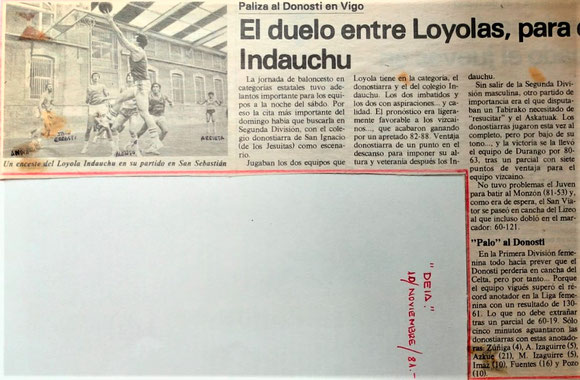 Paliza al Donosti en Vigo
El duelo entre Loyolas, para
Indauchu
Un enceste del Loyola Indauchu en su partido en San Sebastián
La jornada de baloncesto en
categorías estatales tuvo ade-
lantos importante para los equi-
pos a la noche del sábdo. Por
eso la cita más importante del
domingo había que buscarla en
Segunda División, con el cole-
gio donostiarra de San Ignacio
(de los Jesuitas) como escena-
rio.
Jugaban los dos equipos que
Loyola tiene en la categoría, el
donostiarra y el del colegio In-
dauchu. Los dos imbatidos y
los dos con aspiraciones... y ca-
lidad. El pronostico era lige-
ramente favorable a los vizcai-
nos..., que acabaron ganando
por un apretado 82-88. Ventaja
donostiarra de un punto en el
descanso para imponer su al-
tura y veteranía después los In-
dauchu.
Sin salir de la Segunda Divi-
sión masculina, otro partido de
importancia era el que disputa-
ban un Tabirako necesitado de
"resucitar" y el Askatuak. Los
donostiarras jugaron esta vez al
completo, pero por bajo de su
tono..., y la victoria se la llevó
el equipo de Durango por 80-
63, tras un parcial con siete
puntos de ventaja para el
equipo vizcaino.
No tuvo problemas el Juven
para batir al Monzón (81-53) y,
como era de espera, el San Via-
tor se paseó en cancha del Lizeo
al que incluso dobló en el mar-
cador: 60-121.
"Palo" al Donosti
En la Primera División feme-
nina todo hacía prever que el
Donosti perdería en cancha del
Celta, pero por tanto... Porque
el equipo vigués superó el ré-
cord anotador en la Liga feme-
nina con un resultado de 130-
61. Lo que no debe extrañar
tras un parcial de 60-19. Sólo
cinco minutos aguantaron las
donostiarras con estas anotado-
ras: Zúñiga (4), A. Izaguirre (5),
Azkue (21), M. Izaguirre (5),
Imaz (10), Fuentes (16) y Pozo
(10).
"DEIA"
10/NOVIEMBRE/81.-